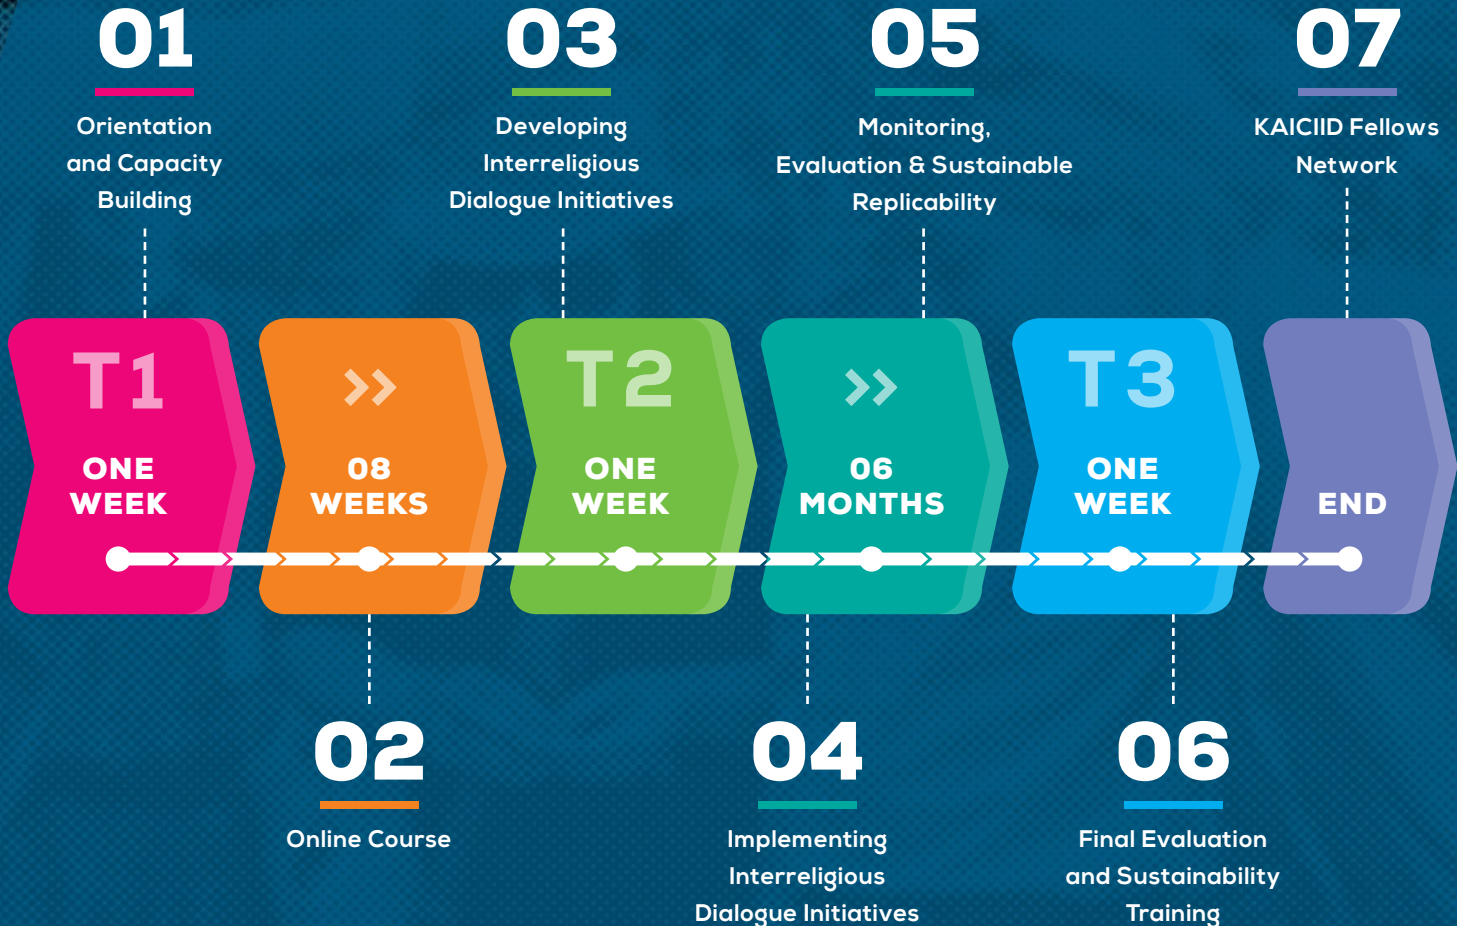 01
Orientation
and Capacity
Building
03
Developing
Interreligious
Dialogue Initiatives
05
Monitoring,
Evaluation & Sustainable
Replicability
07
KAICIID Fellows
Network
T1
ONE
WEEK
>>
08
WEEKS
T2
ONE
WEEK
>>
06
MONTHS
T3
ONE
WEEK
END
02
Online Course
04
Implementing
Interreligious
Dialogue Initiatives
06
Final Evaluation
and Sustainability
Training